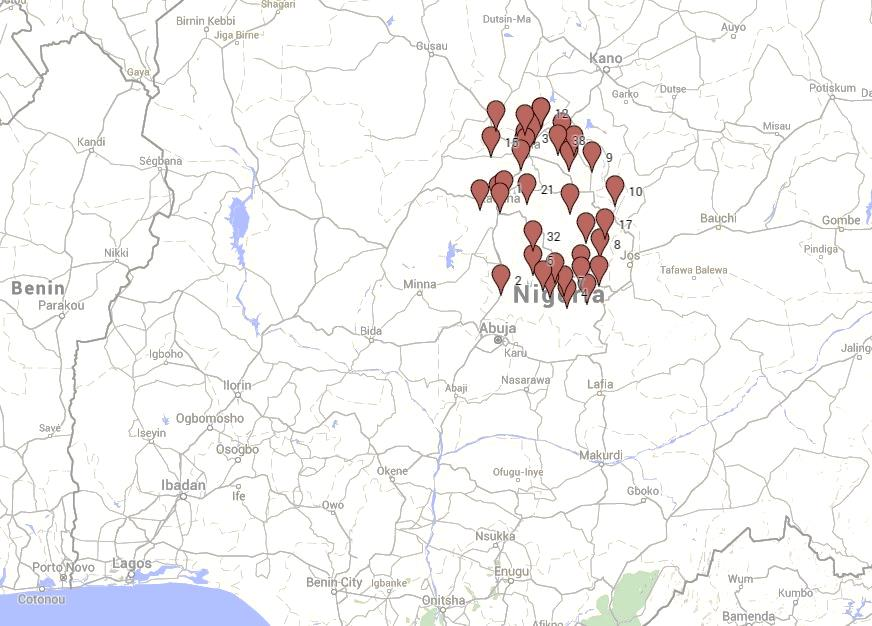 Shagari
Birnin Kebbi
Dutsin-Ma
Jiga Birne
Auyo
Gusau
Kano
Gaya
Garko
Dutse
Potiskum
12
Misau
Kandi
15
3
38
9
Ségbana
21
10
17
Bauchi
Gombe
32
8
Nikki
Jos
Pindiga
Tafawa Balewa
Minna
2
Benin
Nigeria
Parakou
Bida
Abuja
Karu
Igboho
Jalingo
Ilorin
Abaji
Nasarawa
Lafia
Ogbomosho
Savé
Iseyin
Osogbo
Makurdi
Okene
Ofugu-Inye
Ibadan
Ife
Gboko
Owo
Nsukka
Porto Novo
Lagos
Enugu
Wum
Cotonou
Benin City
Igbanke
Onitsha
Kumbo
Bamenda
Afikpo